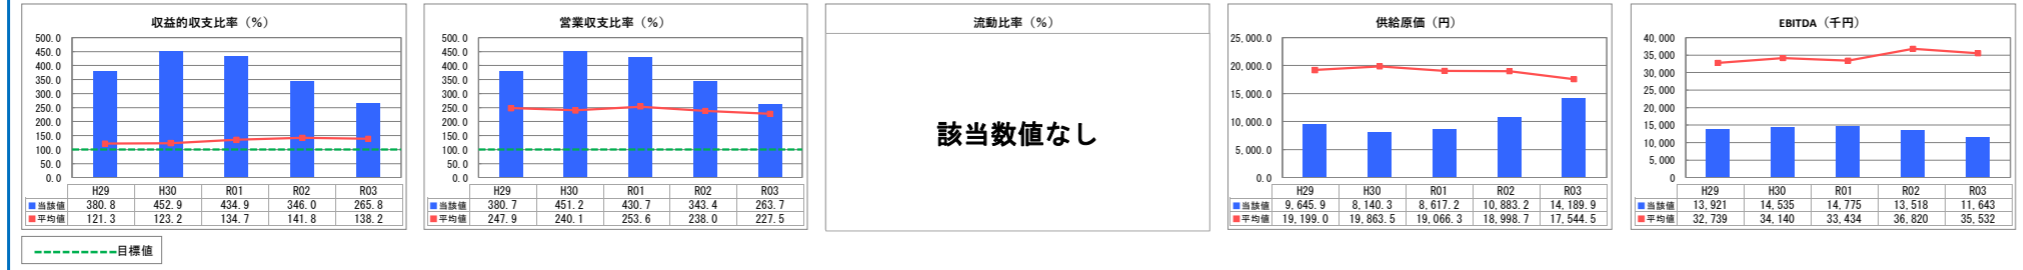 収益的収支比率（％）
500.0
450.0
400.0
350.0
300.0
250.0
200.0
150.0
100.0
50.0
0.0
H29 H30 R01 R02 R03
当該値 380.8 452.9 434.9 346.0 265.8
平均値 121.3 123.2 134.7 141.8 138.2
営業収支比率（％）
500.0
450.0
400.0
350.0
300.0
250.0
200.0
150.0
100.0
50.0
0.0
H29 H30 R01 R02 R03
当該値 380.7 451.2 430.7 343.4 263.7
平均値 247.9 240.1 253.6 238.0 227.5
流動比率（％）
該当数値なし
供給原価（円）
25,000.0
20,000.0
15,000.0
10,000.0
5,000.0
0.0
H29 H30 R01 R02 R03
当該値 9,645.9 8,140.3 8,617.2 10,883.2 14,189.9
平均値 19,199.0 19,863.5 19,066.3 18,998.7 17,544.5
EBITDA（千円）
40,000
35,000
30,000
25,000
20,000
15,000
10,000
5,000
0
H29 H30 R01 R02 R03
当該値 13,921 14,535 14,775 13,518 11,643
平均値 32,739 34,140 33,434 36,820 35,532
目標値